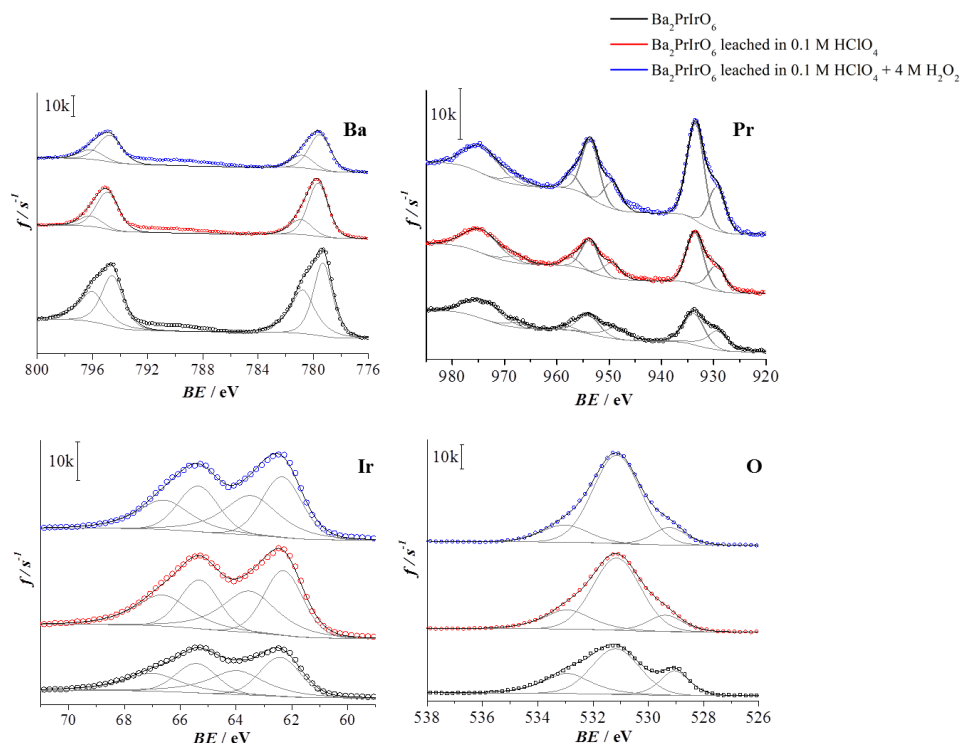 Ba₂PrIrO₆
Ba₂PrIrO₆ leached in 0.1 M HClO₄
Ba₂PrIrO₆ leached in 0.1 M HClO₄ + 4 M H₂O₂
10k
Ba
f / s⁻¹
800 796 792 788 784 780 776
BE / eV
10k
Pr
f / s⁻¹
980 970 960 950 940 930 920
BE / eV
10k
Ir
f / s⁻¹
70 68 66 64 62 60
BE / eV
10k
O
f / s⁻¹
538 536 534 532 530 528 526
BE / eV